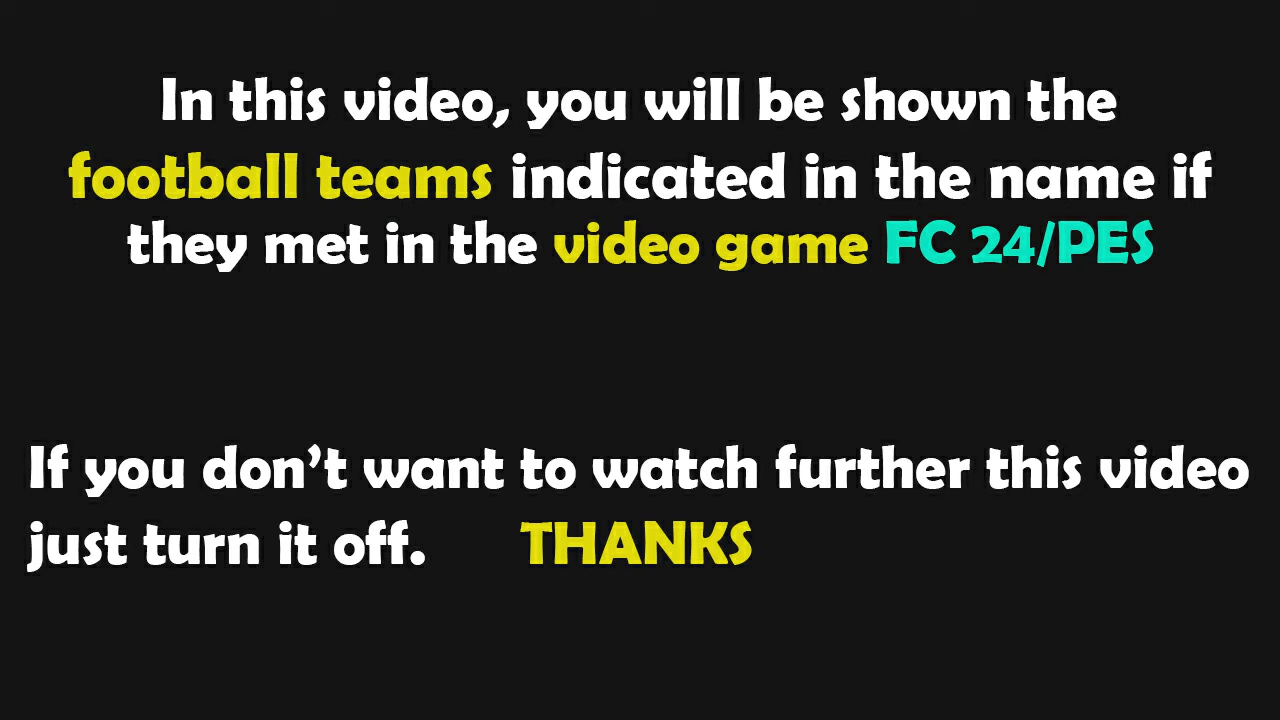 In this video, you will be shown the
football teams indicated in the name if
they met in the video game FC 24/PES
If you don't want to watch further this video
just turn it off. THANKS